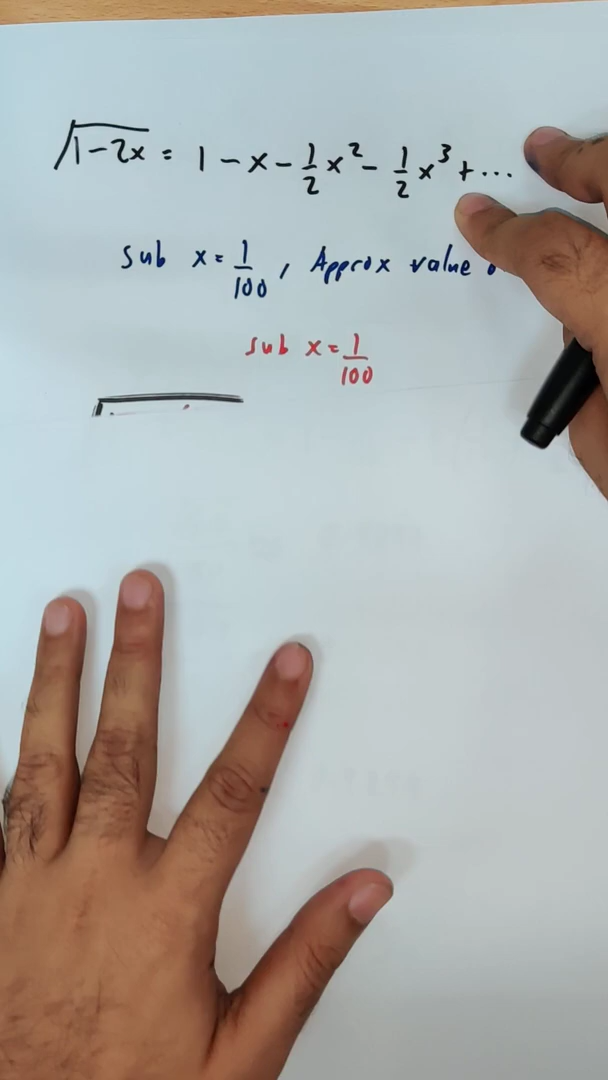 √(1-2x) = 1 - x - 1/2 x² - 1/2 x³ + ...
sub x = 1/100, Approx value
sub x = 1/100